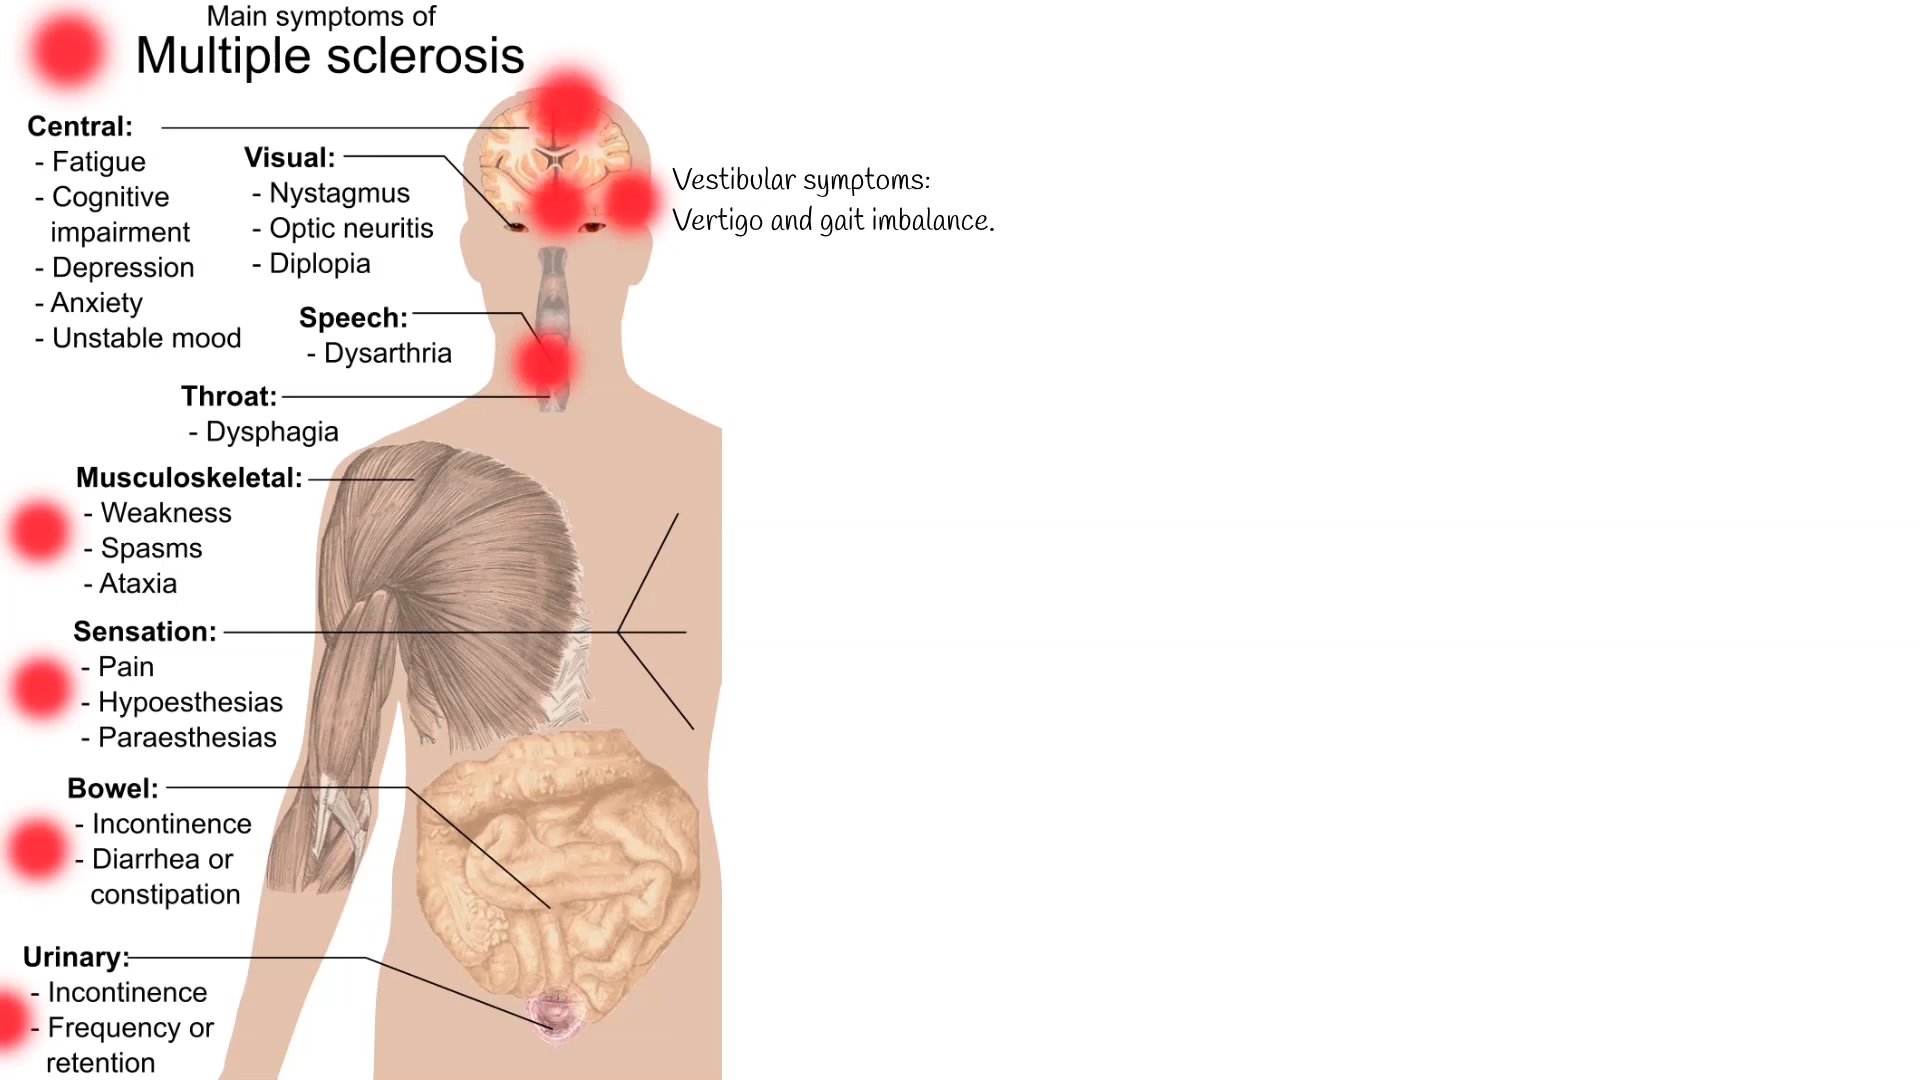 Main symptoms of
Multiple sclerosis
Central:
- Fatigue
- Cognitive
impairment
- Depression
- Anxiety
- Unstable mood
Visual:
- Nystagmus
- Optic neuritis
- Diplopia
Vestibular symptoms:
Vertigo and gait imbalance.
Speech:
- Dysarthria
Throat:
- Dysphagia
Musculoskeletal:
- Weakness
- Spasms
- Ataxia
Sensation:
- Pain
- Hypoesthesias
- Paraesthesias
Bowel:
- Incontinence
- Diarrhea or
constipation
Urinary:
- Incontinence
- Frequency or
retention